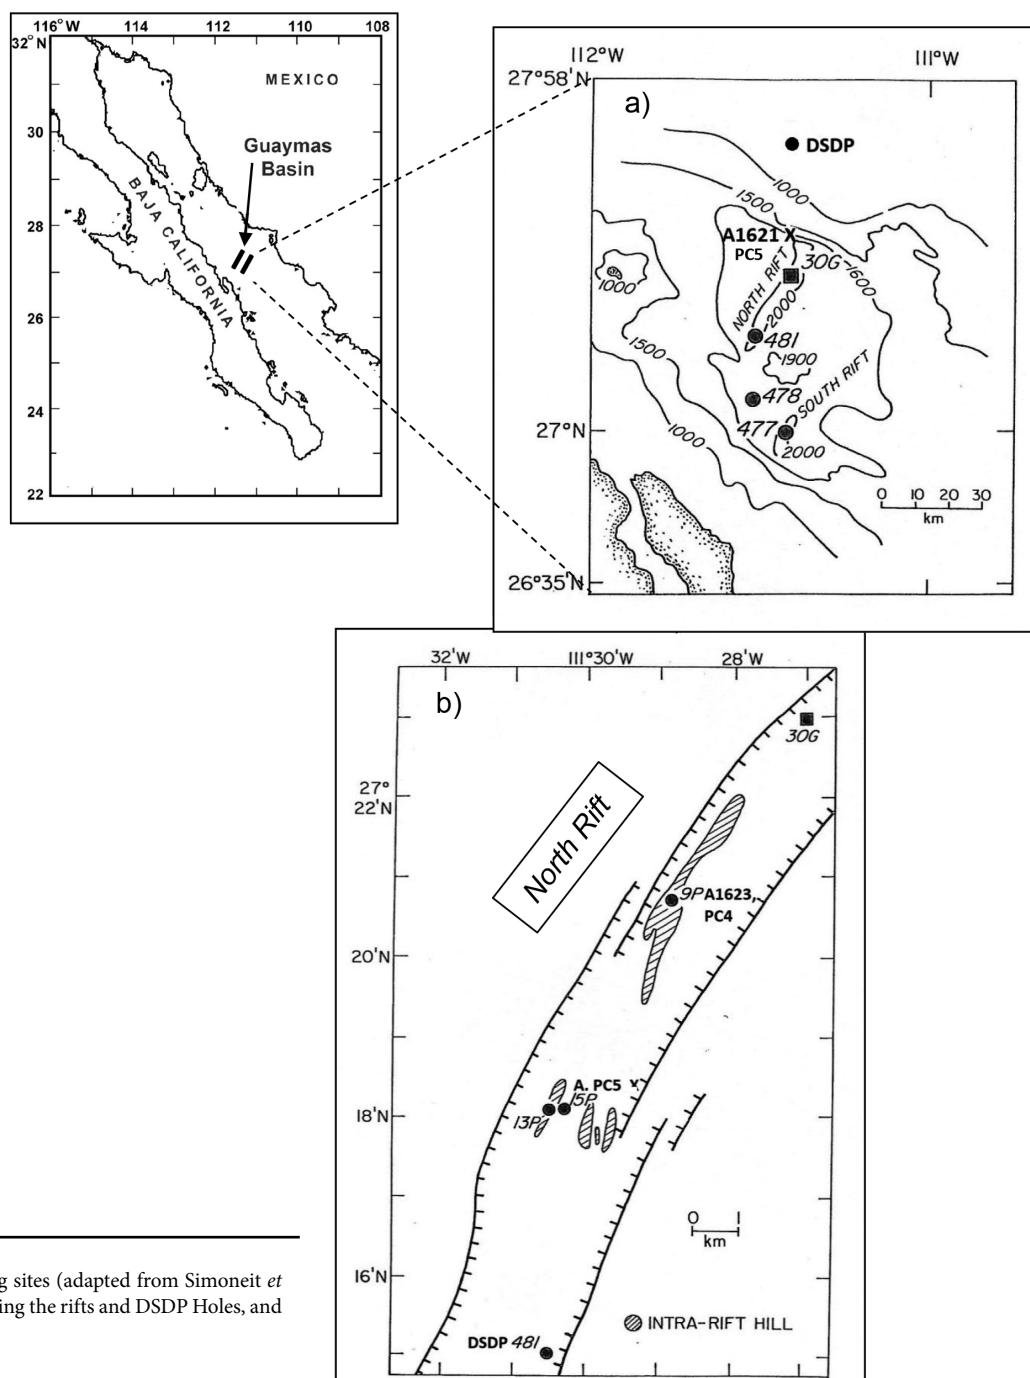 116°W 114 112 110 108
32°N
30
28
26
24
22
MEXICO
Guaymas
Basin
BAJA CALIFORNIA
112°W 111°W
27°58'N
27°N
26°35'N
a)
DSDP
1000
1500
A1621 X
PC5
30G
1600
NORTH RIFT
2000
1000
481
1500
1900
478
SOUTH RIFT
477
1000
2000
0 10 20 30
km
32'W 111°30'W 28'W
b)
30G
27°
22'N
North Rift
9P A1623,
PC4
20'N
A. PC5 X
15P
13P
18'N
0 1
km
16'N
INTRA-RIFT HILL
DSDP 481
g sites (adapted from Simoneit et
ing the rifts and DSDP Holes, and